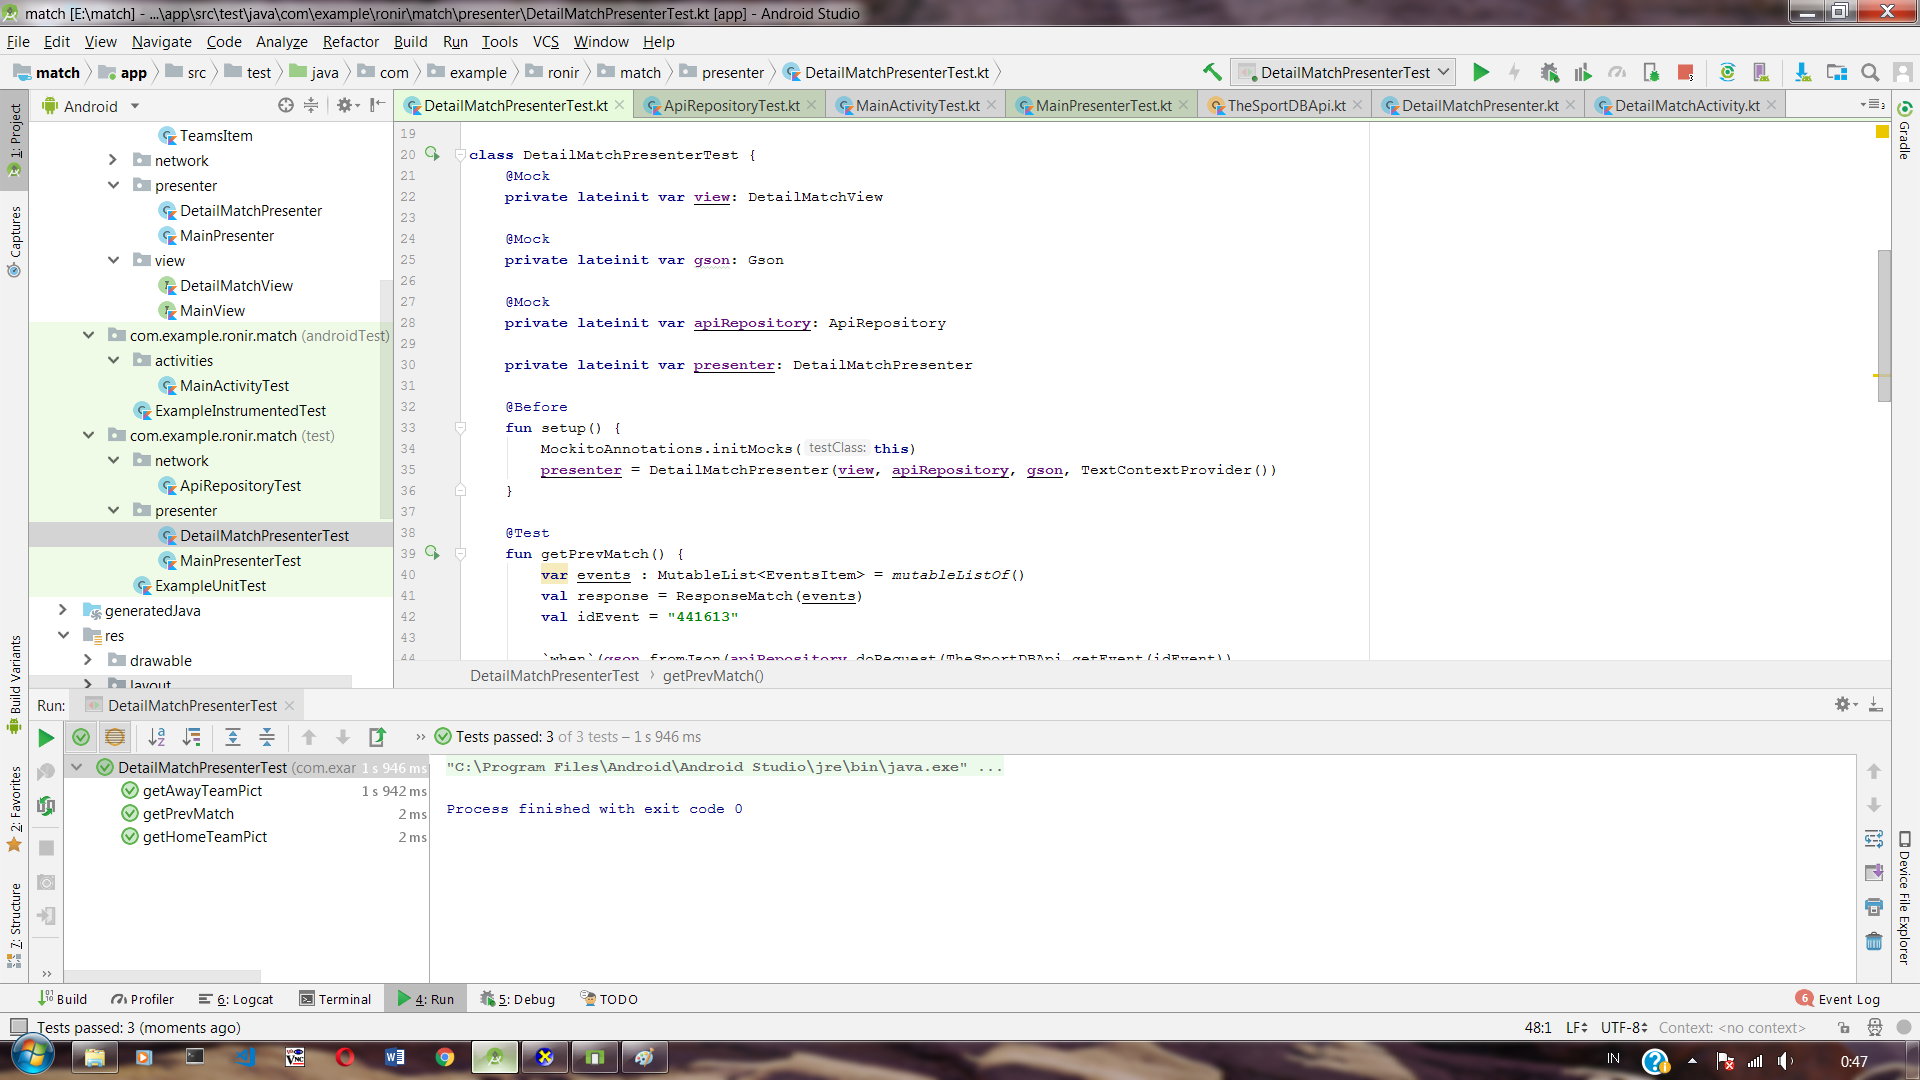 match [E:\match] - ...\app\src\test\java\com\example\ronir\match\presenter\DetailMatchPresenterTest.kt [app] - Android Studio
File Edit View Navigate Code Analyze Refactor Build Run Tools VCS Window Help
match app src test java com example ronir match presenter DetailMatchPresenterTest.kt
DetailMatchPresenterTest
Android
DetailMatchPresenterTest.kt ApiRepositoryTest.kt MainActivityTest.kt MainPresenterTest.kt TheSportDBApi.kt DetailMatchPresenter.kt DetailMatchActivity.kt
1: Project
Captures
Build Variants
2: Favorites
7: Structure
TeamsItem
network
presenter
DetailMatchPresenter
MainPresenter
view
DetailMatchView
MainView
com.example.ronir.match (androidTest)
activities
MainActivityTest
ExampleInstrumentedTest
com.example.ronir.match (test)
network
ApiRepositoryTest
presenter
DetailMatchPresenterTest
MainPresenterTest
ExampleUnitTest
generatedJava
res
drawable
layout
19
20 class DetailMatchPresenterTest {
21 @Mock
22 private lateinit var view: DetailMatchView
23
24 @Mock
25 private lateinit var gson: Gson
26
27 @Mock
28 private lateinit var apiRepository: ApiRepository
29
30 private lateinit var presenter: DetailMatchPresenter
31
32 @Before
33 fun setup() {
34 MockitoAnnotations.initMocks( testClass: this)
35 presenter = DetailMatchPresenter(view, apiRepository, gson, TextContextProvider())
36 }
37
38 @Test
39 fun getPrevMatch() {
40 var events : MutableList<EventsItem> = mutableListOf()
41 val response = ResponseMatch(events)
42 val idEvent = "441613"
43
44 `when`(gson.fromJson(apiRepository.doRequest(TheSportDBApi.getEvent(idEvent)),
DetailMatchPresenterTest › getPrevMatch()
Gradle
Device File Explorer
Run: DetailMatchPresenterTest
Tests passed: 3 of 3 tests – 1 s 946 ms
DetailMatchPresenterTest (com.exar 1 s 946 ms
getAwayTeamPict 1 s 942 ms
getPrevMatch 2 ms
getHomeTeamPict 2 ms
"C:\Program Files\Android\Android Studio\jre\bin\java.exe" ...
Process finished with exit code 0
Build Profiler 6: Logcat Terminal 4: Run 5: Debug TODO 6 Event Log
Tests passed: 3 (moments ago) 48:1 LF UTF-8 Context: <no context>
IN 0:47